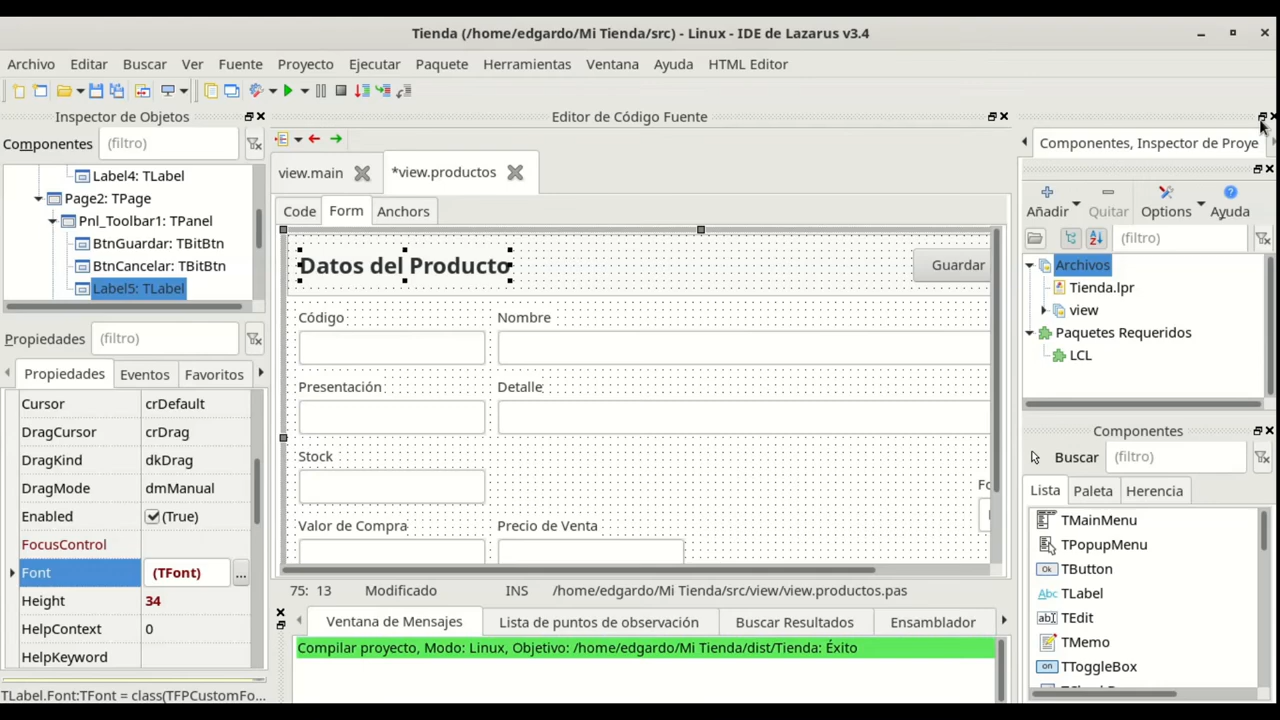 Tienda (/home/edgardo/Mi Tienda/src) - Linux - IDE de Lazarus v3.4
Archivo Editar Buscar Ver Fuente Proyecto Ejecutar Paquete Herramientas Ventana Ayuda HTML Editor
Inspector de Objetos
Componentes (filtro)
Label4: TLabel
Page2: TPage
Pnl_Toolbar1: TPanel
BtnGuardar: TBitBtn
BtnCancelar: TBitBtn
Label5: TLabel
Propiedades (filtro)
Propiedades Eventos Favoritos
Cursor crDefault
DragCursor crDrag
DragKind dkDrag
DragMode dmManual
Enabled (True)
FocusControl
Font (TFont) ...
Height 34
HelpContext 0
HelpKeyword
TLabel.Font:TFont = class(TFPCustomFo...
Editor de Código Fuente
view.main *view.productos
Code Form Anchors
Datos del Producto
Guardar
Código Nombre
Presentación Detalle
Stock
Fo
Valor de Compra Precio de Venta
75: 13 Modificado INS /home/edgardo/Mi Tienda/src/view/view.productos.pas
Ventana de Mensajes Lista de puntos de observación Buscar Resultados Ensamblador
Compilar proyecto, Modo: Linux, Objetivo: /home/edgardo/Mi Tienda/dist/Tienda: Éxito
Componentes, Inspector de Proye
Añadir Quitar Options Ayuda
(filtro)
Archivos
Tienda.lpr
view
Paquetes Requeridos
LCL
Componentes
Buscar (filtro)
Lista Paleta Herencia
TMainMenu
TPopupMenu
Ok TButton
Abc TLabel
abI TEdit
TMemo
on TToggleBox